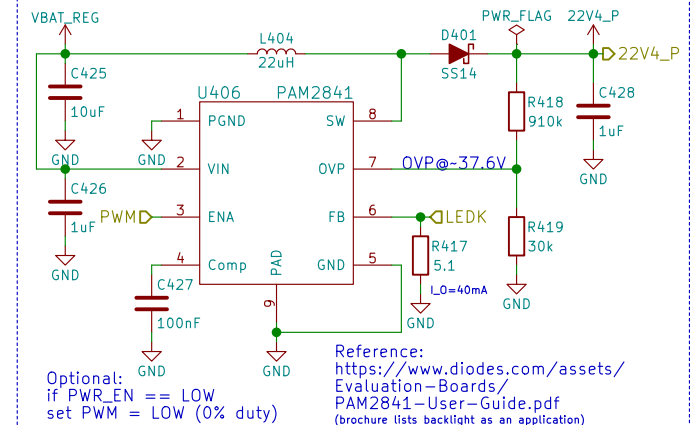 VBAT_REG
PWR_FLAG
22V4_P
L404
22uH
D401
SS14
22V4_P
C425
10uF
GND
U406
PAM2841
1
PGND
GND
SW
8
R418
910k
C428
1uF
GND
2
VIN
OVP
7
OVP@~37.6V
C426
1uF
GND
PWM
3
ENA
FB
6
LEDK
R419
30k
GND
4
Comp
GND
5
PAD
9
R417
5.1
I_O=40mA
GND
C427
100nF
GND
GND
Optional:
if PWR_EN == LOW
set PWM = LOW (0% duty)
Reference:
https://www.diodes.com/assets/
Evaluation-Boards/
PAM2841-User-Guide.pdf
(brochure lists backlight as an application)